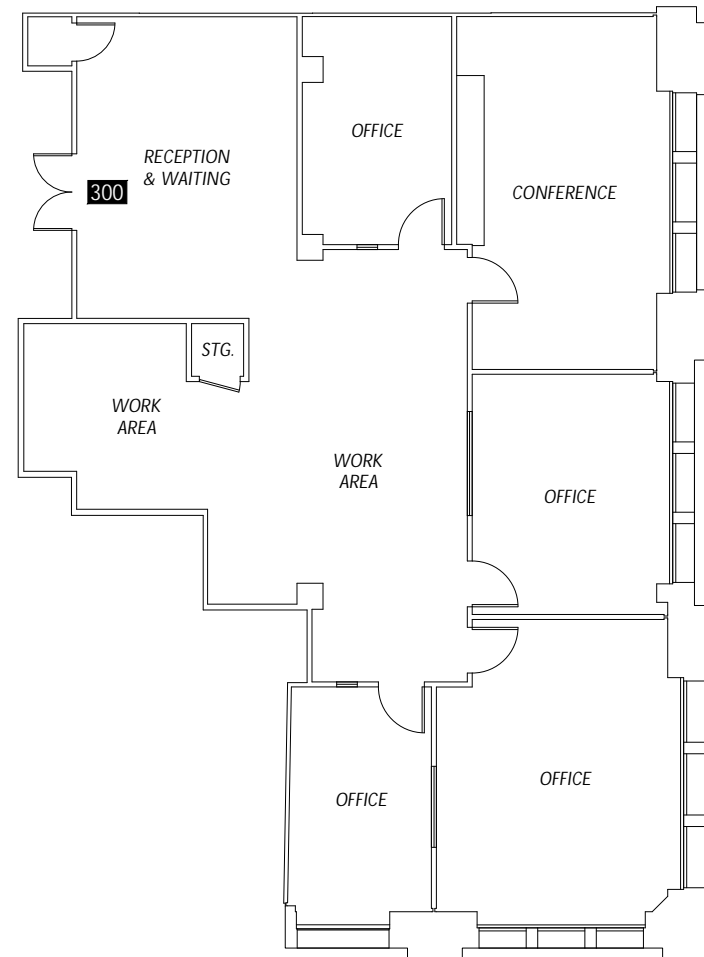 OFFICE
RECEPTION
& WAITING
300
CONFERENCE
STG.
WORK
AREA
WORK
AREA
OFFICE
OFFICE
OFFICE